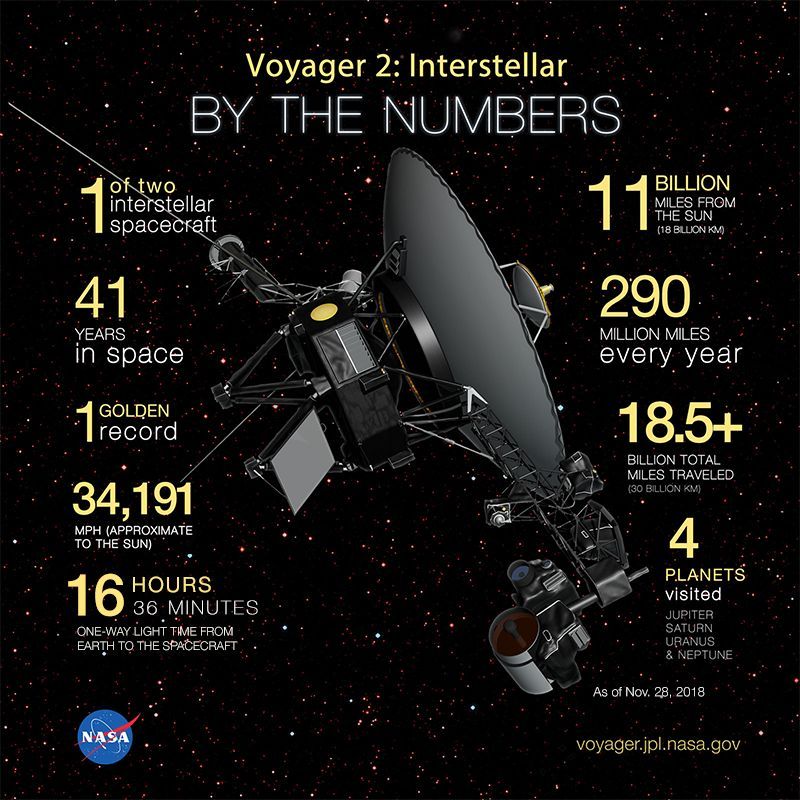 Voyager 2: Interstellar
BY THE NUMBERS
1 of two
interstellar
spacecraft
41
YEARS
in space
1 GOLDEN
record
34,191
MPH (APPROXIMATE
TO THE SUN)
16 HOURS
36 MINUTES
ONE-WAY LIGHT TIME FROM
EARTH TO THE SPACECRAFT
11 BILLION
MILES FROM
THE SUN
(18 BILLION KM)
290
MILLION MILES
every year
18.5+
BILLION TOTAL
MILES TRAVELED
(30 BILLION KM)
4
PLANETS
visited
JUPITER
SATURN
URANUS
& NEPTUNE
As of Nov. 28, 2018
NASA
voyager.jpl.nasa.gov